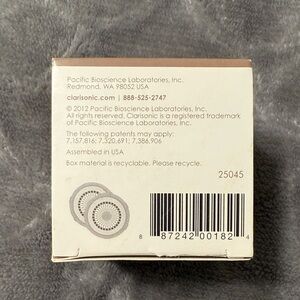 Pacific Bioscience Laboratories, Inc.
Redmond, WA 98052 USA
clarisonic.com | 888-525-2747
© 2012 Pacific Bioscience Laboratories, Inc.
All rights reserved. Clarisonic is a registered trademark
of Pacific Bioscience Laboratories, Inc.
The following patents may apply:
7,157,816; 7,320,691; 7,386,906
Assembled in USA
Box material is recyclable. Please recycle.
25045
8 87242 00182 4